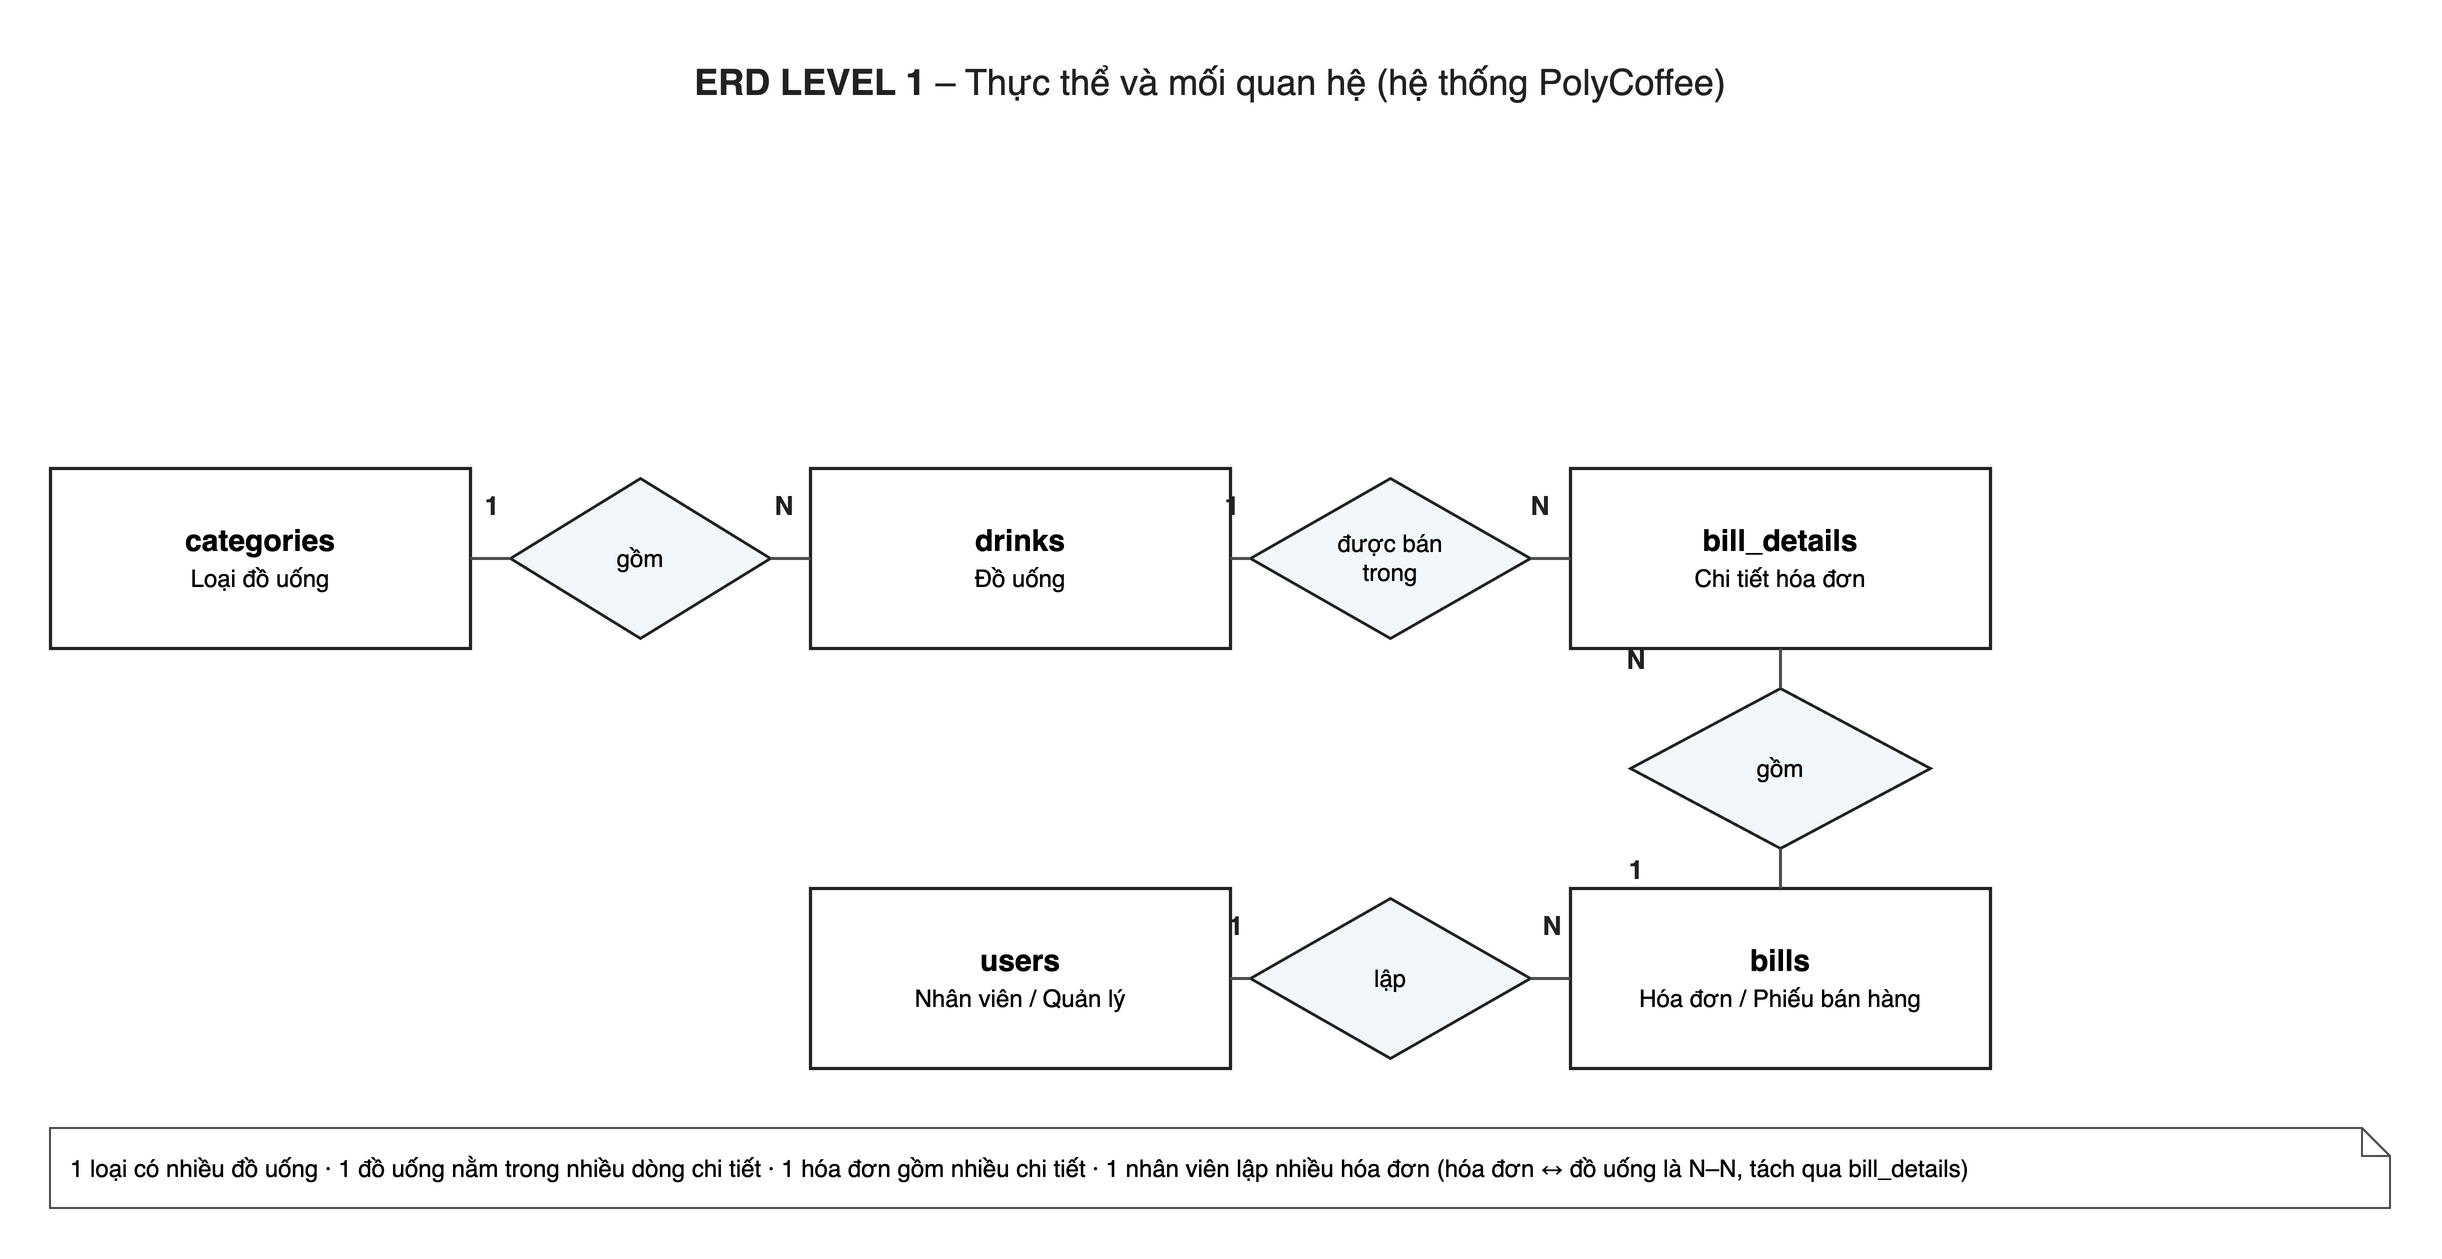 ERD LEVEL 1 – Thực thể và mối quan hệ (hệ thống PolyCoffee)
1
N
1
N
categories
Loại đồ uống
gồm
drinks
Đồ uống
được bán
trong
bill_details
Chi tiết hóa đơn
N
gồm
1
1
N
users
Nhân viên / Quản lý
lập
bills
Hóa đơn / Phiếu bán hàng
1 loại có nhiều đồ uống · 1 đồ uống nằm trong nhiều dòng chi tiết · 1 hóa đơn gồm nhiều chi tiết · 1 nhân viên lập nhiều hóa đơn (hóa đơn ↔ đồ uống là N–N, tách qua bill_details)